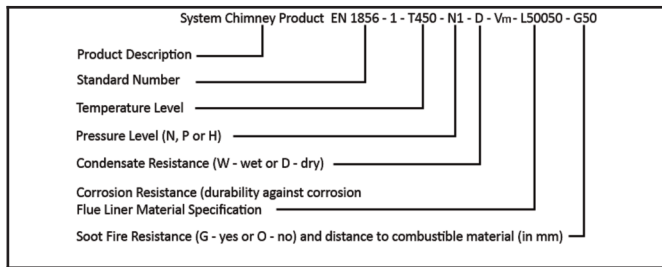 System Chimney Product EN 1856 - 1 - T450 - N1 - D - Vm - L50050 - G50
Product Description
Standard Number
Temperature Level
Pressure Level (N, P or H)
Condensate Resistance (W - wet or D - dry)
Corrosion Resistance (durability against corrosion
Flue Liner Material Specification
Soot Fire Resistance (G - yes or O - no) and distance to combustible material (in mm)